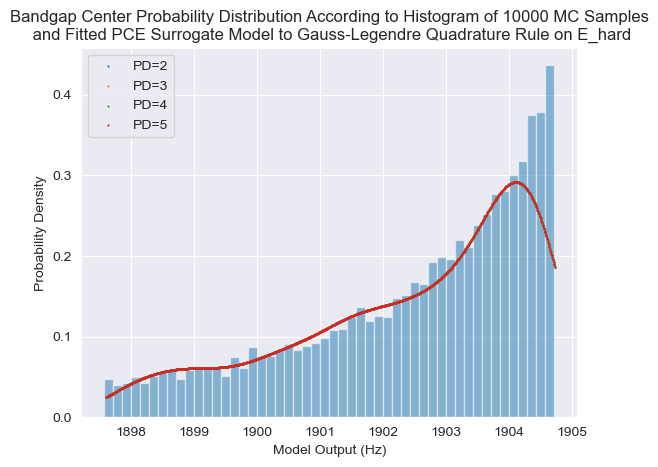 Bandgap Center Probability Distribution According to Histogram of 10000 MC Samples
and Fitted PCE Surrogate Model to Gauss-Legendre Quadrature Rule on E_hard
PD=2
PD=3
PD=4
PD=5
Probability Density
0.4
0.3
0.2
0.1
0.0
1898 1899 1900 1901 1902 1903 1904 1905
Model Output (Hz)